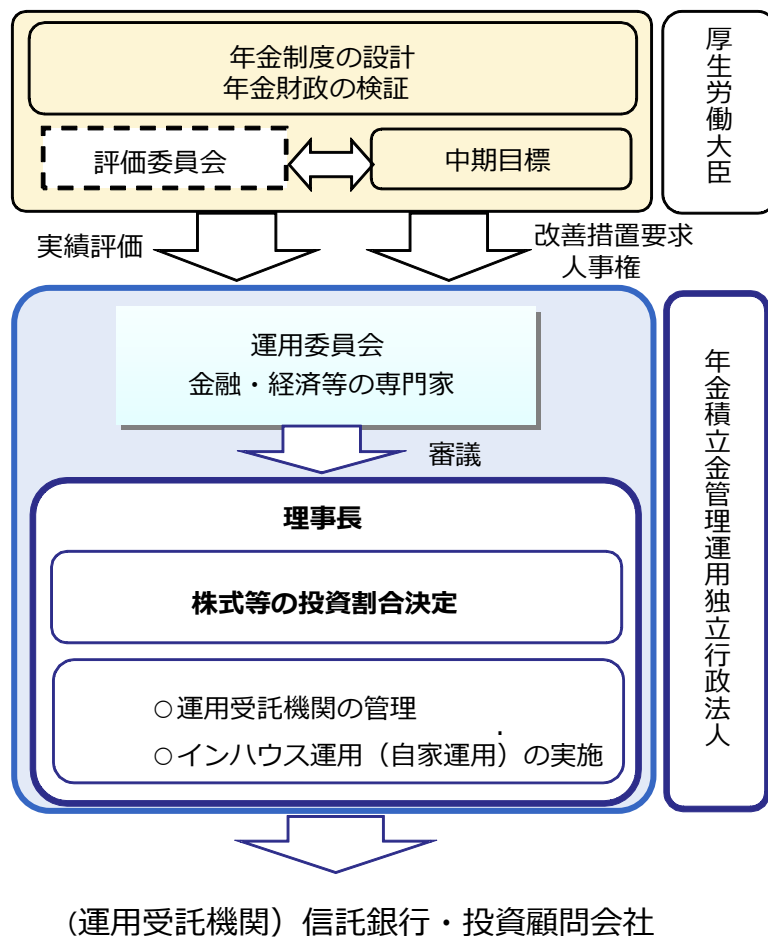 年金制度の設計
年金財政の検証
評価委員会
中期目標
厚生労働大臣
実績評価
改善措置要求
人事権
運用委員会
金融・経済等の専門家
審議
理事長
株式等の投資割合決定
○運用受託機関の管理
○インハウス運用（自家運用）の実施
年金積立金管理運用独立行政法人
（運用受託機関）信託銀行・投資顧問会社